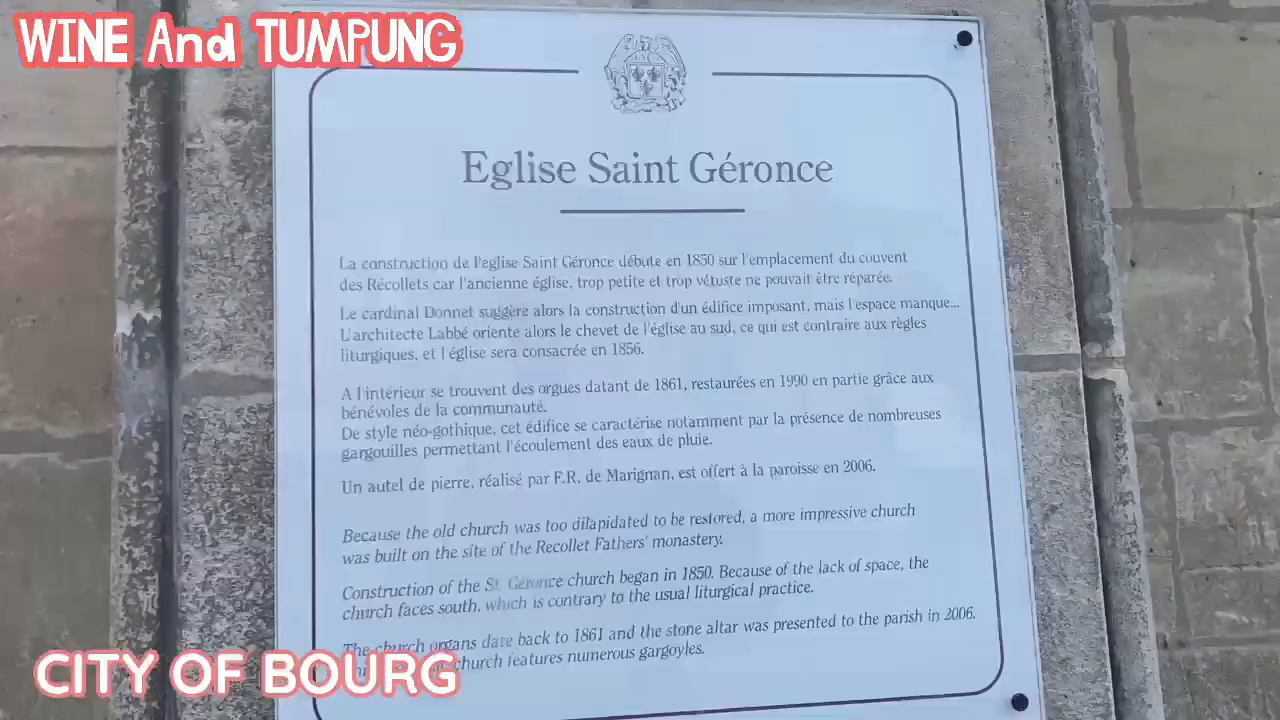 WINE And TUMPUNG
Eglise Saint Géronce
La construction de l'eglise Saint Géronce débute en 1850 sur l'emplacement du couvent
des Récollets car l'ancienne église, trop petite et trop vétuste ne pouvait être réparée.
Le cardinal Donnet suggère alors la construction d'un édifice imposant, mais l'espace manque...
L'architecte Labbé oriente alors le chevet de l'église au sud, ce qui est contraire aux règles
liturgiques, et l'église sera consacrée en 1856.
A l'intérieur se trouvent des orgues datant de 1861, restaurées en 1990 en partie grâce aux
bénévoles de la communauté.
De style néo-gothique, cet édifice se caractérise notamment par la présence de nombreuses
gargouilles permettant l'écoulement des eaux de pluie.
Un autel de pierre, réalisé par F.R. de Marignan, est offert à la paroisse en 2006.
Because the old church was too dilapidated to be restored, a more impressive church
was built on the site of the Recollet Fathers' monastery.
Construction of the St. Géronce church began in 1850. Because of the lack of space, the
church faces south, which is contrary to the usual liturgical practice.
The church organs date back to 1861 and the stone altar was presented to the parish in 2006.
church features numerous gargoyles.
CITY OF BOURG